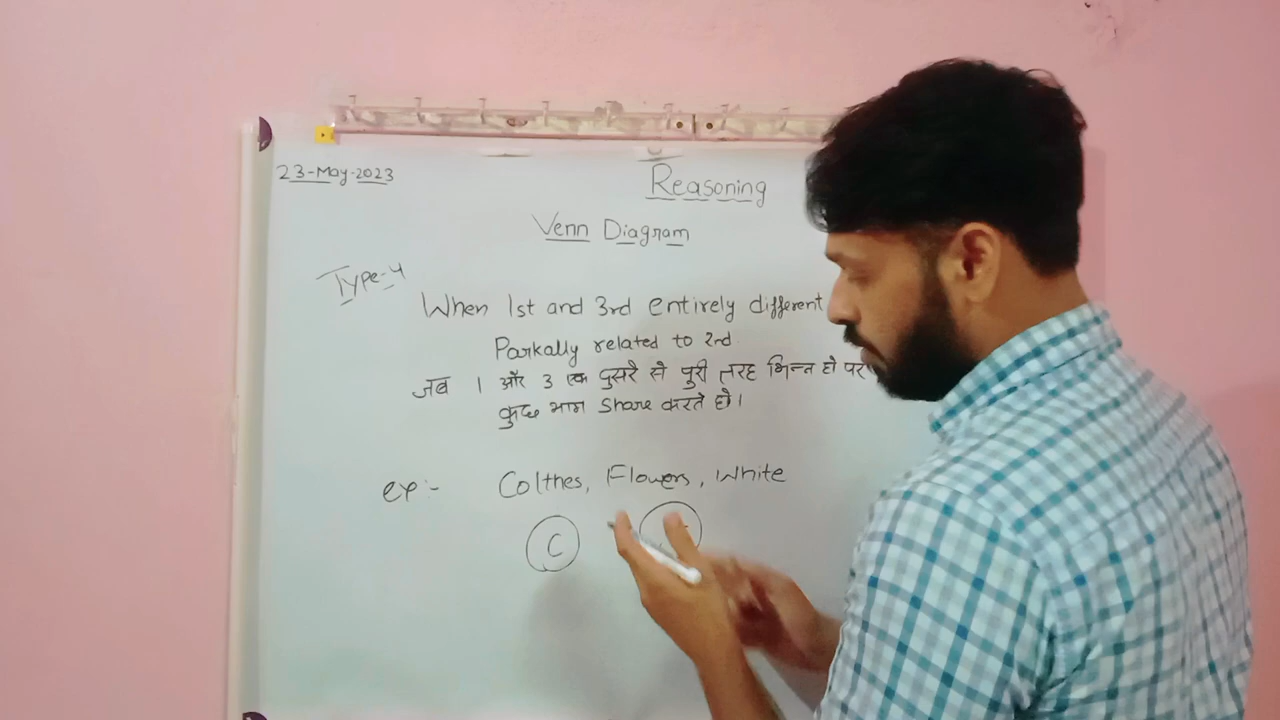 23-May-2023
Reasoning
Venn Diagram
Type-4
When 1st and 3rd entirely different
Parkally related to 2nd
जब 1 और 3 एक दुसरे से पुरी तरह भिन्न हो पर
कुछ भाग Share करते हो।
ex:- Colthes, Flowers, White
C